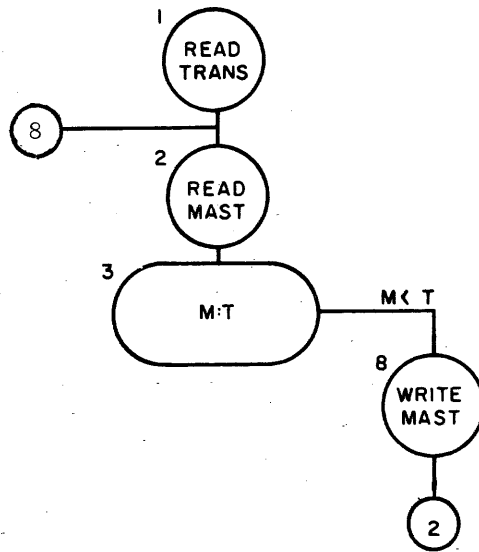 1
READ
TRANS
8
2
READ
MAST
3
M:T
M< T
8
WRITE
MAST
2